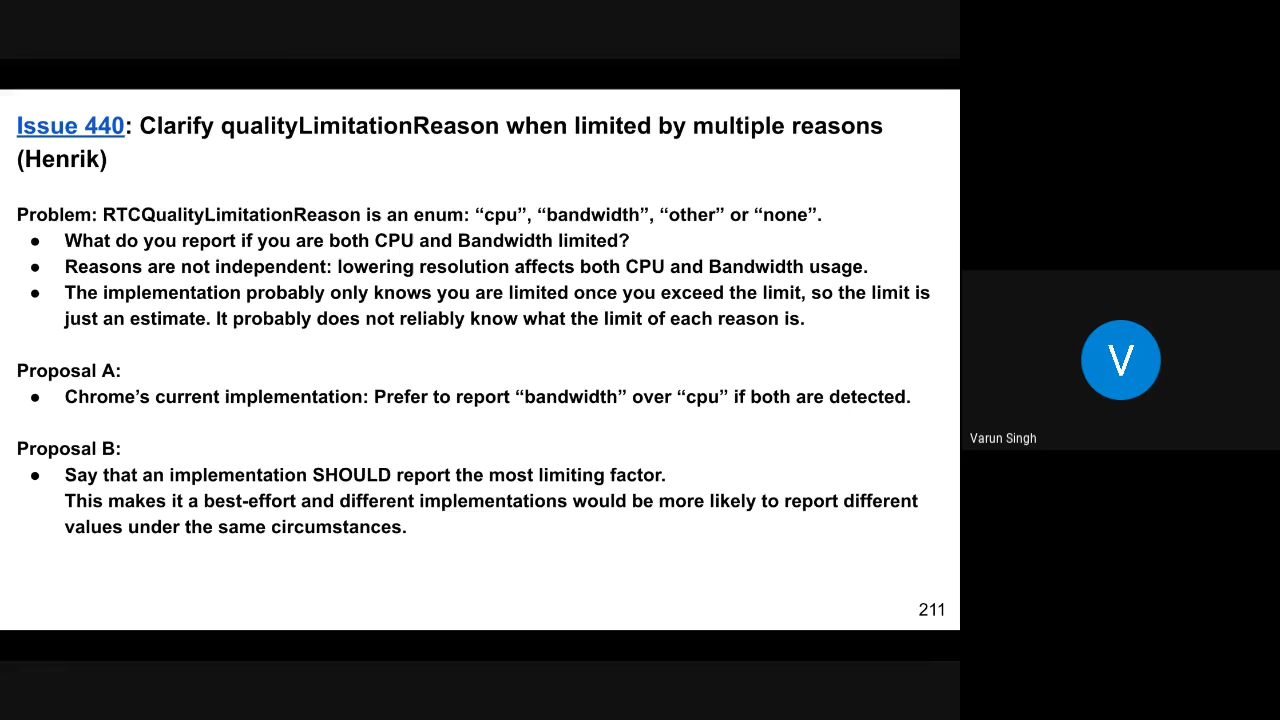 Issue 440: Clarify qualityLimitationReason when limited by multiple reasons
(Henrik)
Problem: RTCQualityLimitationReason is an enum: “cpu”, “bandwidth”, “other” or “none”.
● What do you report if you are both CPU and Bandwidth limited?
● Reasons are not independent: lowering resolution affects both CPU and Bandwidth usage.
● The implementation probably only knows you are limited once you exceed the limit, so the limit is
just an estimate. It probably does not reliably know what the limit of each reason is.
Proposal A:
● Chrome’s current implementation: Prefer to report “bandwidth” over “cpu” if both are detected.
Proposal B:
● Say that an implementation SHOULD report the most limiting factor.
This makes it a best-effort and different implementations would be more likely to report different
values under the same circumstances.
211
V
Varun Singh